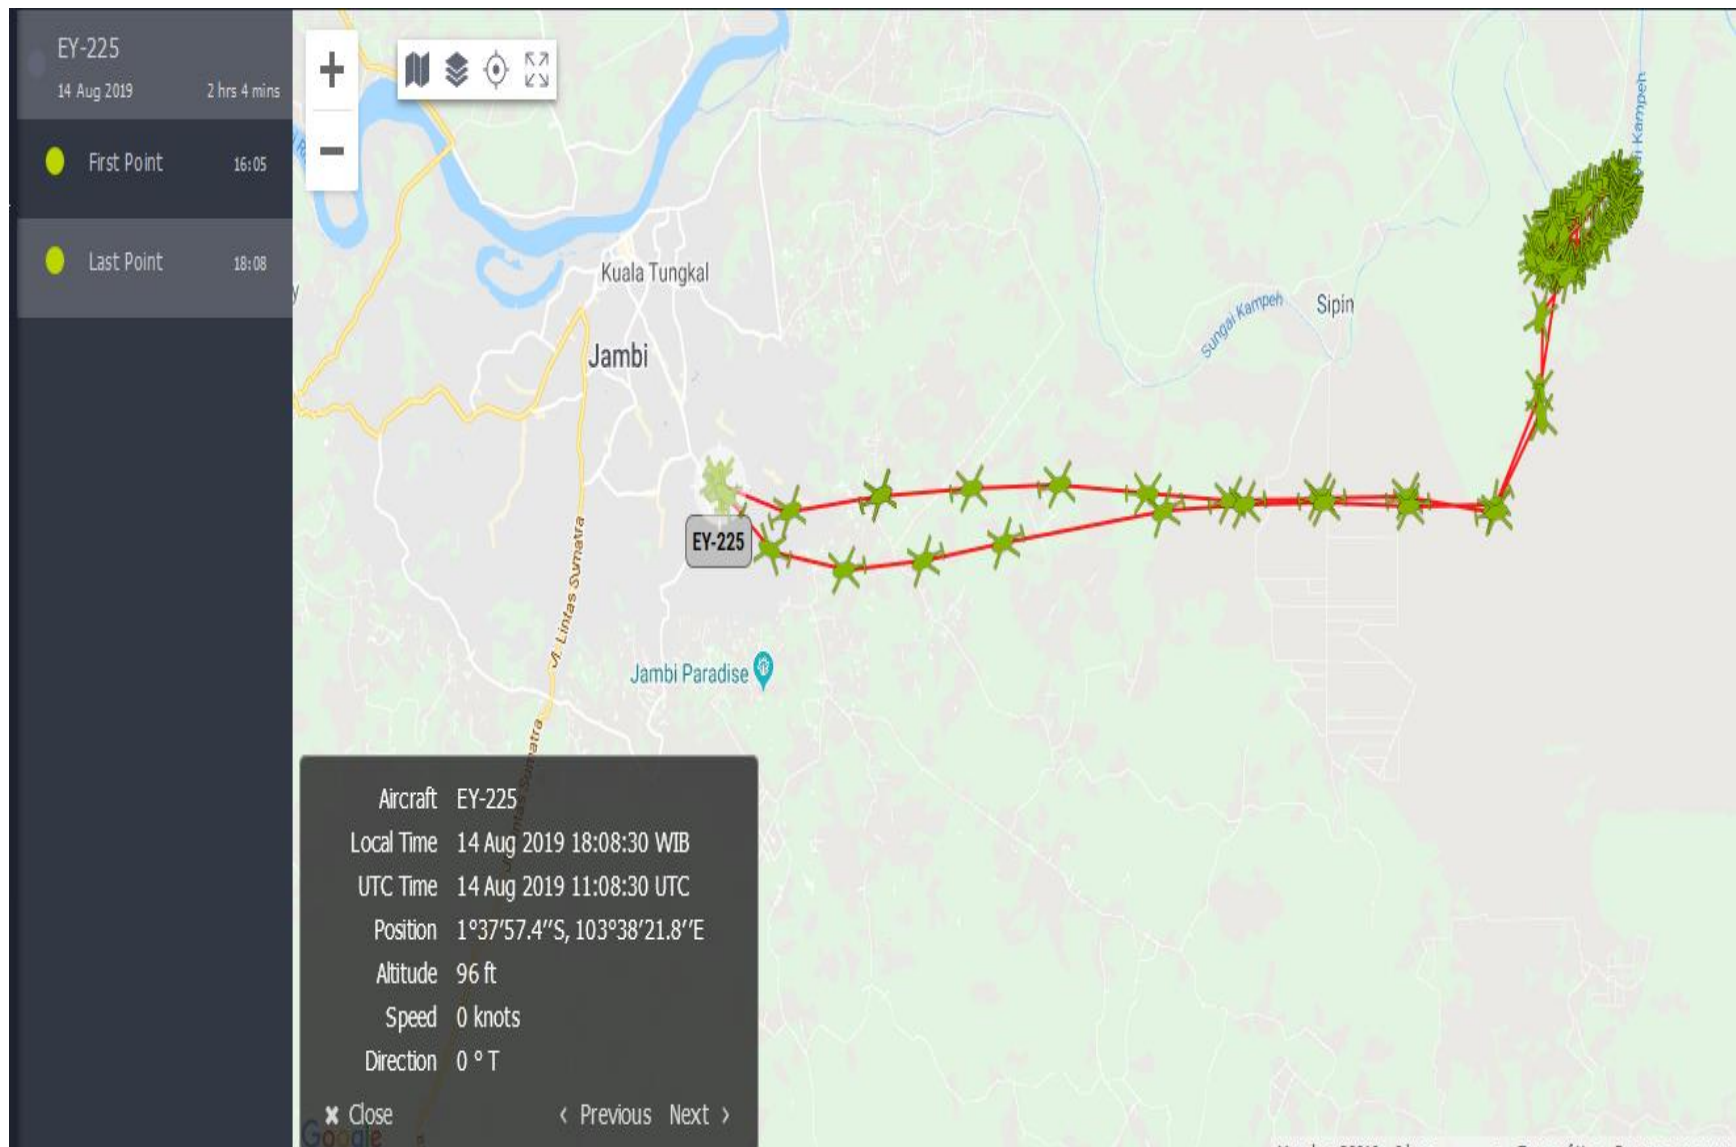 EY-225
14 Aug 2019 2 hrs 4 mins
First Point 16:05
Last Point 18:08
Kuala Tungkal
Jambi
Sungai Kampeh
Sipin
Kampeh
EY-225
Jl. Lintas Sumatra
Jambi Paradise
Aircraft EY-225
Local Time 14 Aug 2019 18:08:30 WIB
UTC Time 14 Aug 2019 11:08:30 UTC
Position 1°37'57.4''S, 103°38'21.8''E
Altitude 96 ft
Speed 0 knots
Direction 0 ° T
✖ Close ‹ Previous Next ›
Google